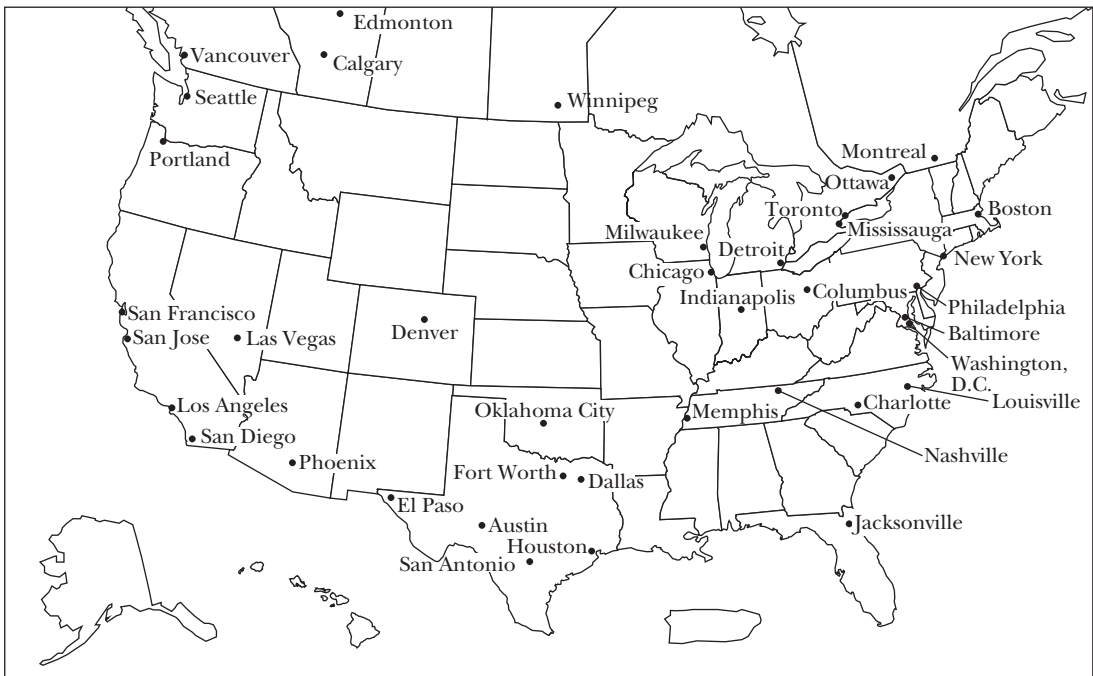 Edmonton
Vancouver
Calgary
Seattle
Winnipeg
Portland
Montreal
Ottawa
Toronto
Boston
Mississauga
Milwaukee
Detroit
New York
Chicago
Indianapolis
Columbus
Philadelphia
San Francisco
Denver
Baltimore
San Jose
Las Vegas
Washington,
D.C.
Los Angeles
Oklahoma City
Memphis
Charlotte
Louisville
San Diego
Nashville
Phoenix
Fort Worth
Dallas
El Paso
Austin
Jacksonville
Houston
San Antonio